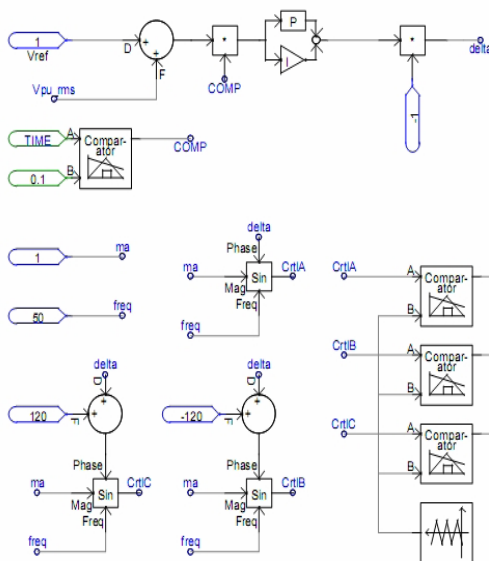 1
Vref
D
+
+
F
*
COMP
P
I
*
delta
-1
Vpu_rms
TIME
0.1
A
B
Compar-
ator
COMP
1
ma
50
freq
delta
Phase
ma
Mag
Sin
CrtlA
Freq
freq
CrtlA
A
B
Compar-
ator
CrtlB
A
B
Compar-
ator
CrtlC
A
B
Compar-
ator
delta
D
120
F
+
+
Phase
ma
Mag
Sin
CrtlC
Freq
freq
delta
D
-120
F
+
+
Phase
ma
Mag
Sin
CrtlB
Freq
freq